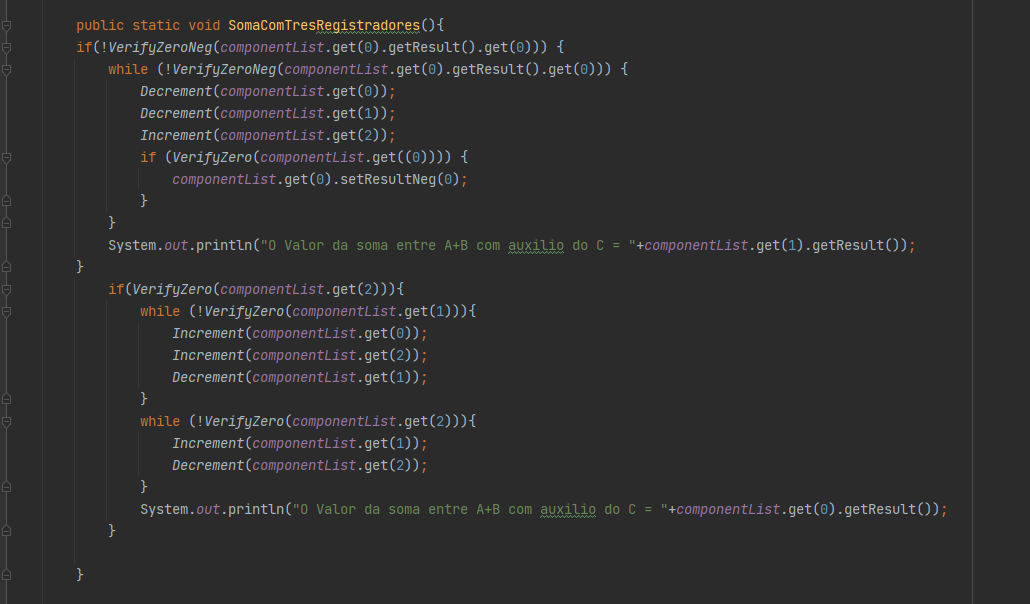 public static void SomaComTresRegistradores(){
if(!VerifyZeroNeg(componentList.get(0).getResult().get(0))) {
while (!VerifyZeroNeg(componentList.get(0).getResult().get(0))) {
Decrement(componentList.get(0));
Decrement(componentList.get(1));
Increment(componentList.get(2));
if (VerifyZero(componentList.get((0)))) {
componentList.get(0).setResultNeg(0);
}
}
System.out.println("O Valor da soma entre A+B com auxilio do C = "+componentList.get(1).getResult());
}
if(VerifyZero(componentList.get(2))){
while (!VerifyZero(componentList.get(1))){
Increment(componentList.get(0));
Increment(componentList.get(2));
Decrement(componentList.get(1));
}
while (!VerifyZero(componentList.get(2))){
Increment(componentList.get(1));
Decrement(componentList.get(2));
}
System.out.println("O Valor da soma entre A+B com auxilio do C = "+componentList.get(0).getResult());
}
}